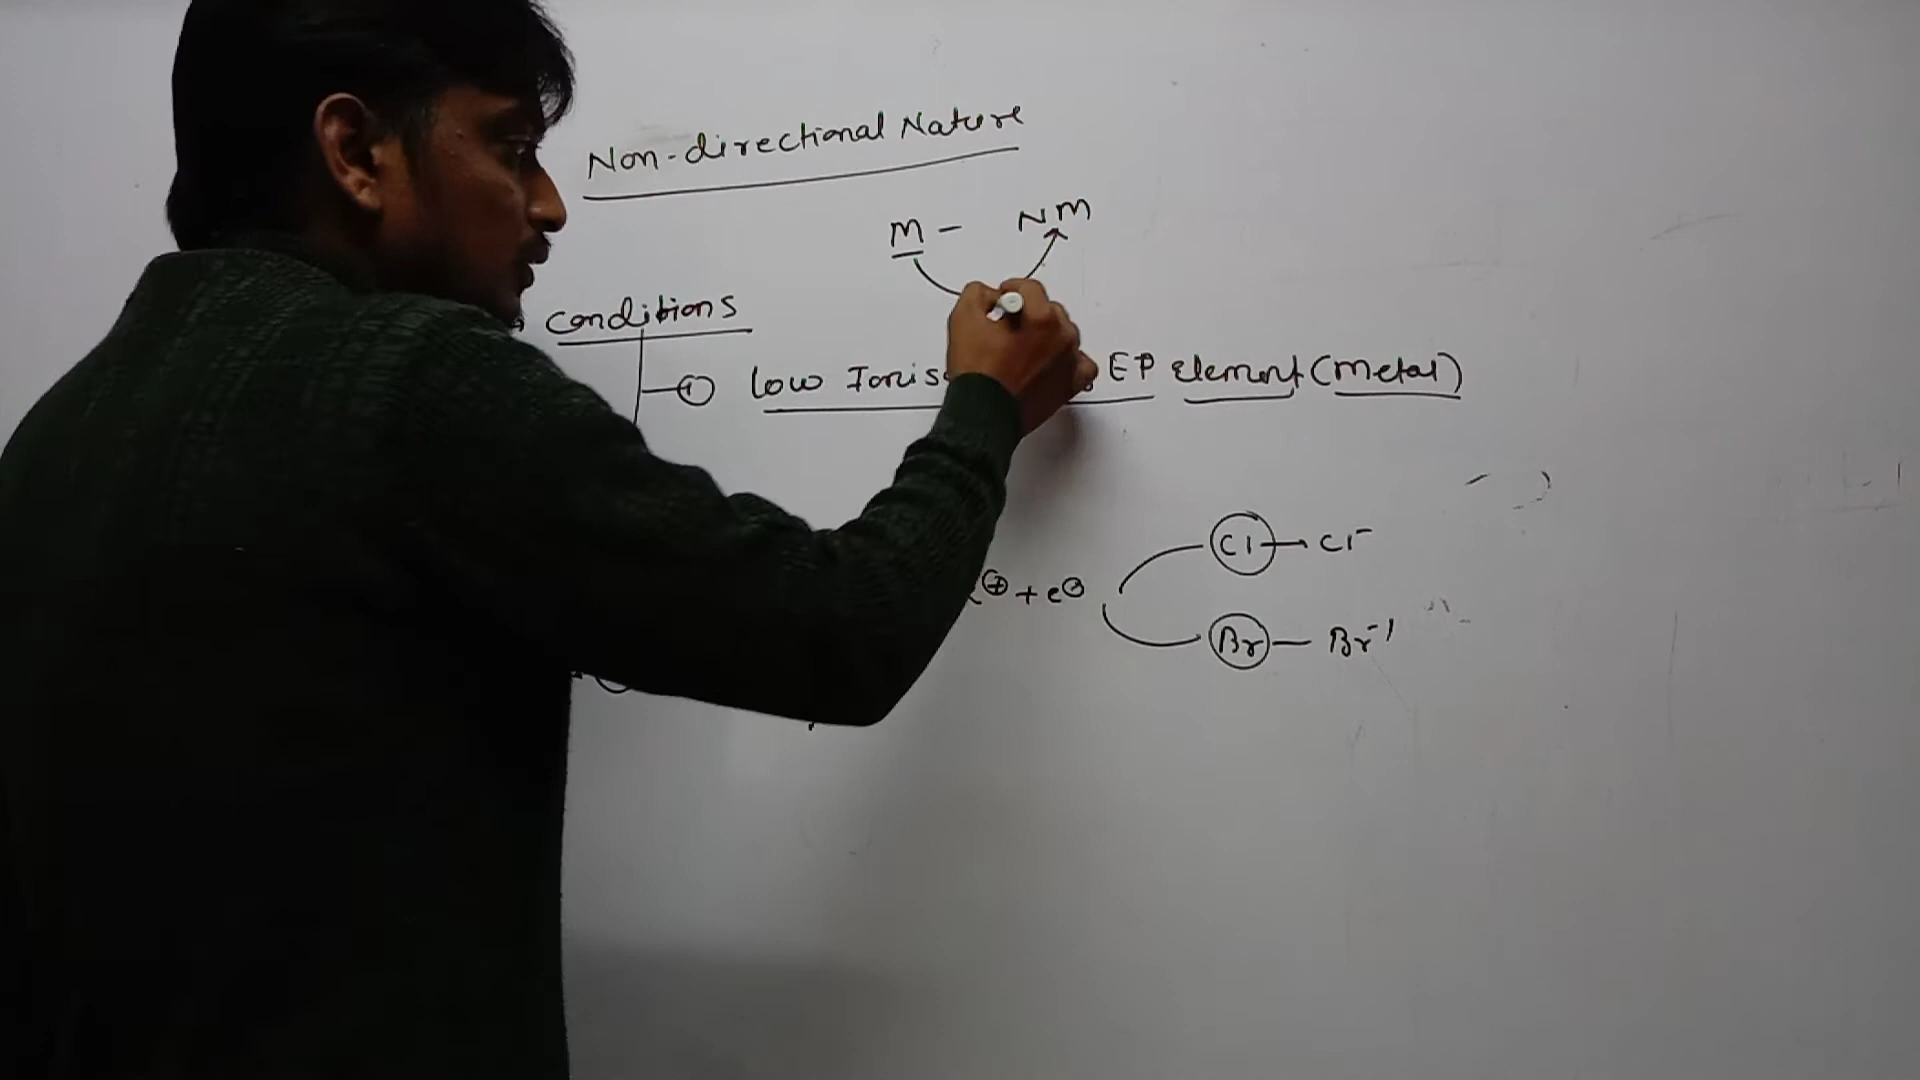 Non-directional Nature
M - NM
conditions
① low Ionis EP Element (Metal)
Cl — Cl⁻
⊕ + e⊖
Br — Br⁻¹